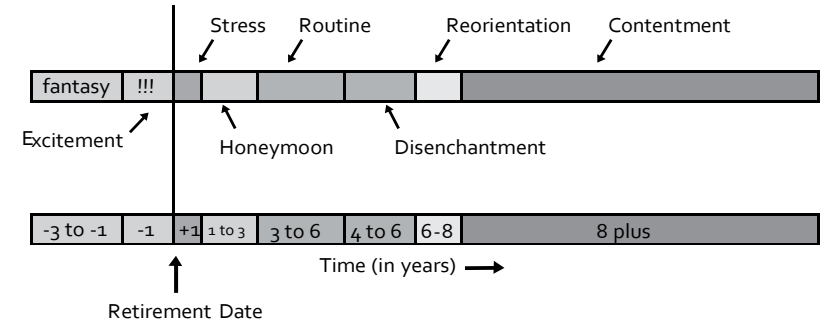 Stress Routine Reorientation Contentment
fantasy !!!
Excitement
Honeymoon Disenchantment
-3 to -1 -1 +1 1 to 3 3 to 6 4 to 6 6-8 8 plus
Time (in years)
Retirement Date